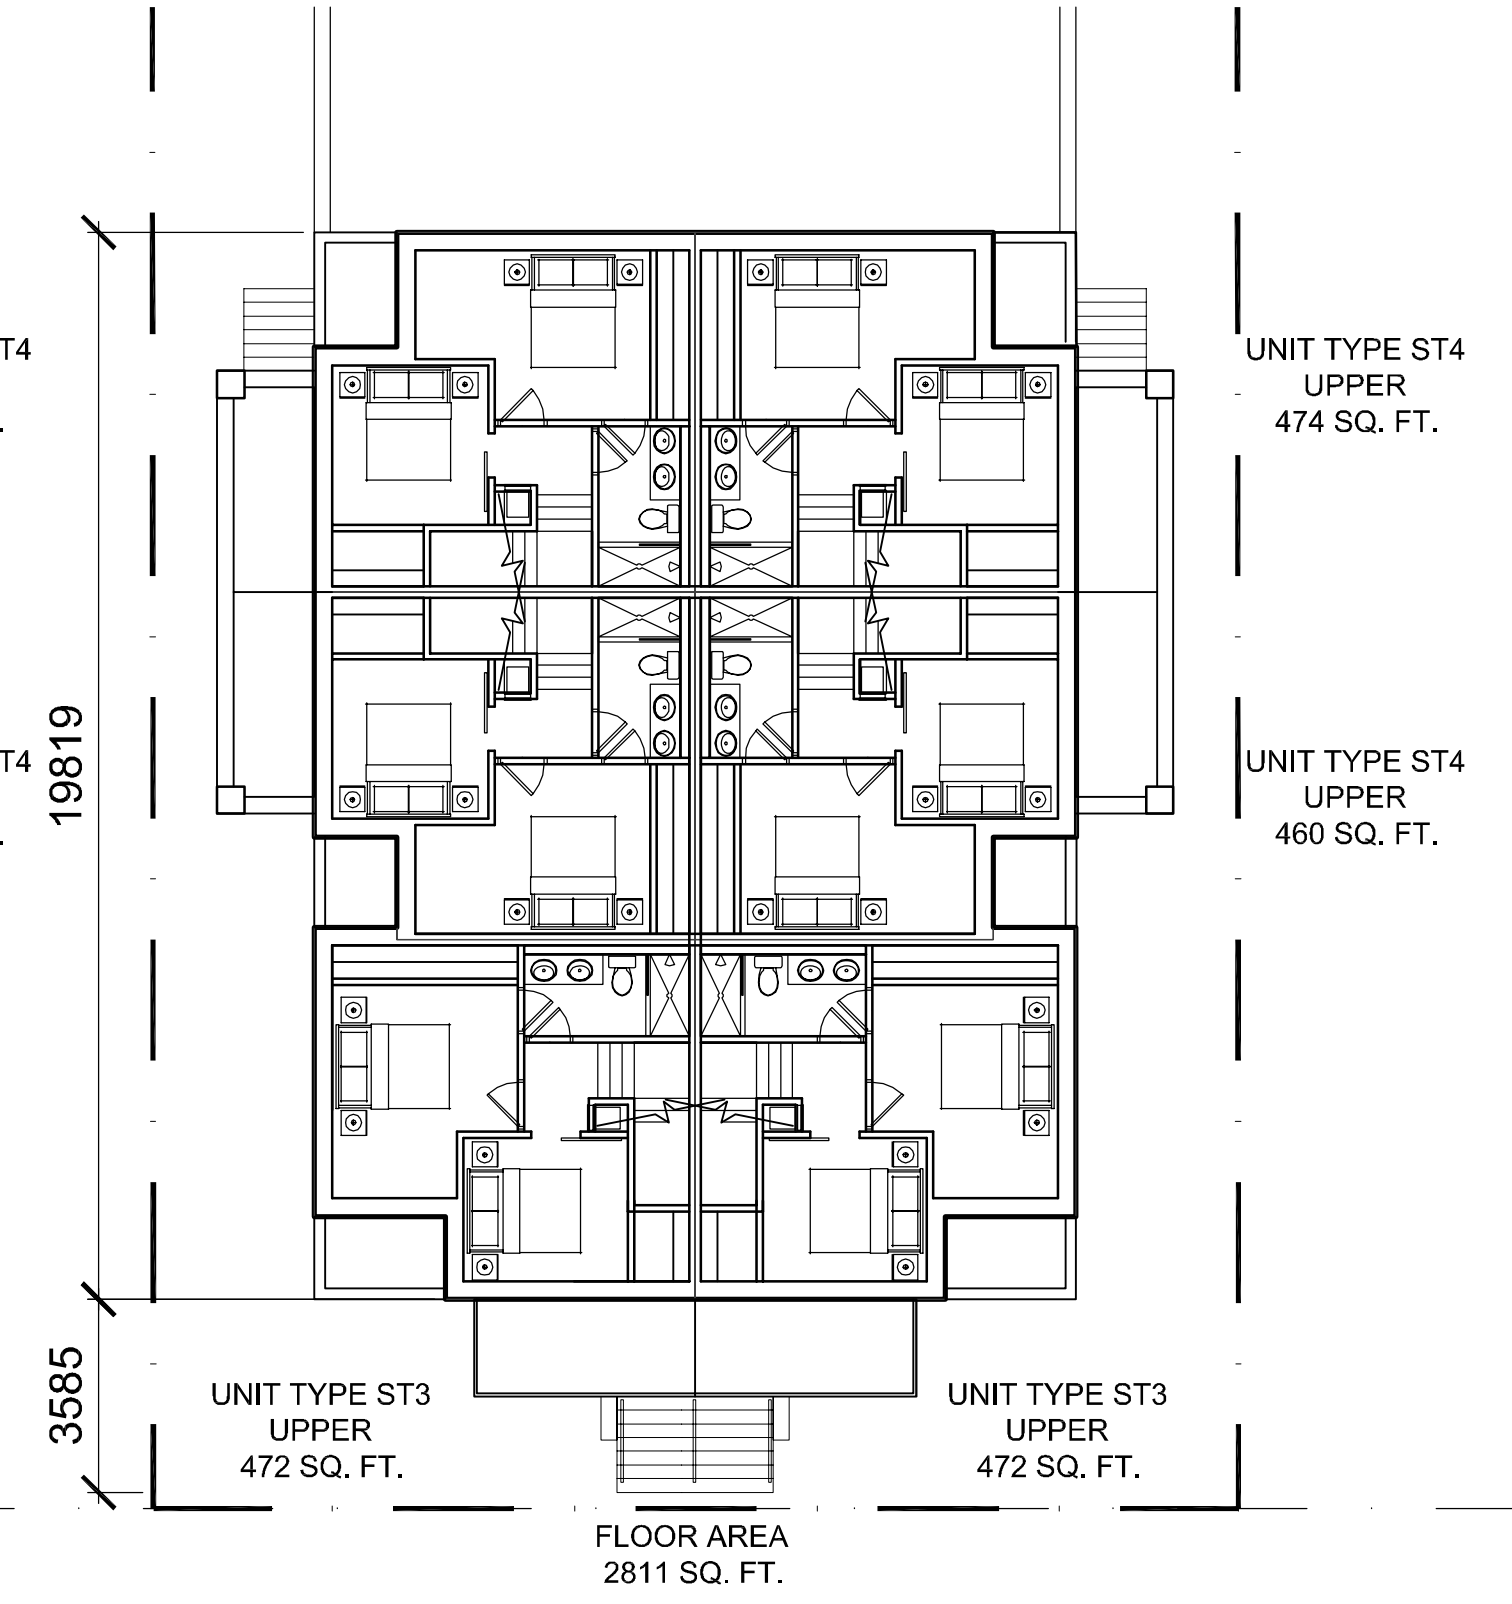 T4
.
UNIT TYPE ST4
UPPER
474 SQ. FT.
19819
T4
.
UNIT TYPE ST4
UPPER
460 SQ. FT.
3585
UNIT TYPE ST3
UPPER
472 SQ. FT.
UNIT TYPE ST3
UPPER
472 SQ. FT.
FLOOR AREA
2811 SQ. FT.